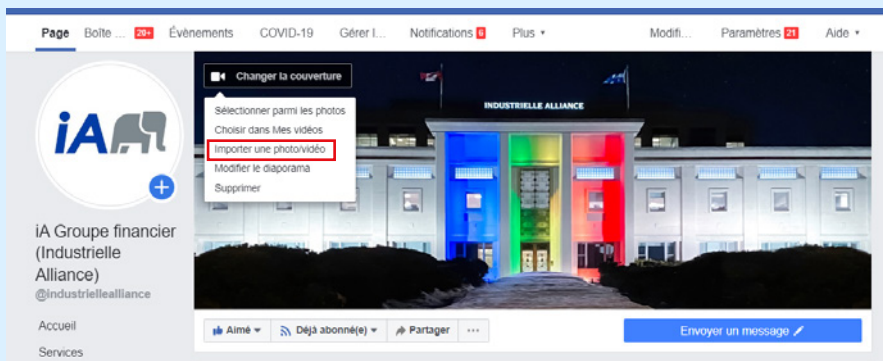 Page Boîte ... 20+ Évènements COVID-19 Gérer l... Notifications 6 Plus Modifi... Paramètres 21 Aide
Changer la couverture
Sélectionner parmi les photos
Choisir dans Mes vidéos
Importer une photo/vidéo
Modifier le diaporama
Supprimer
INDUSTRIELLE ALLIANCE
iA
iA Groupe financier
(Industrielle
Alliance)
@industriellealliance
Accueil
Services
Aimé Déjà abonné(e) Partager ...
Envoyer un message